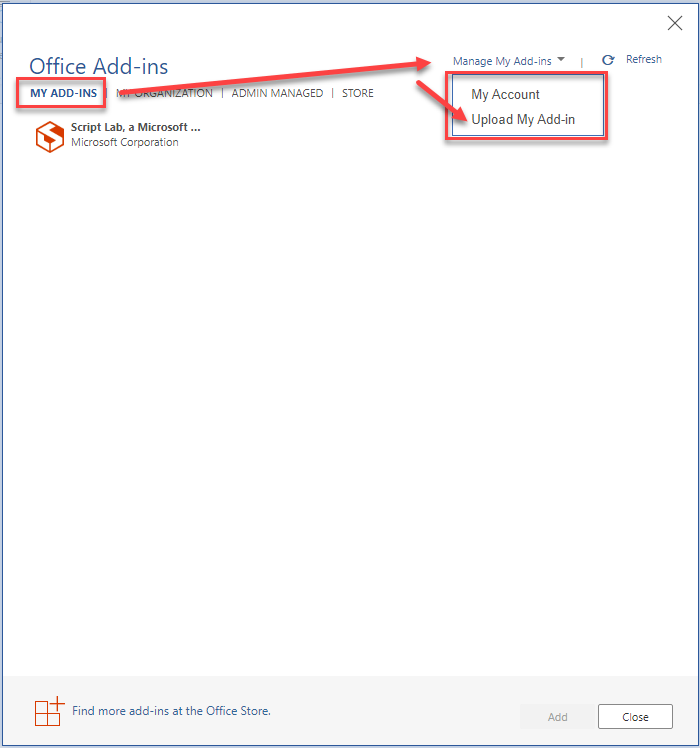 Office Add-ins
Manage My Add-ins | Refresh
MY ADD-INS | MY ORGANIZATION | ADMIN MANAGED | STORE
My Account
Upload My Add-in
Script Lab, a Microsoft ...
Microsoft Corporation
Find more add-ins at the Office Store.
Add
Close